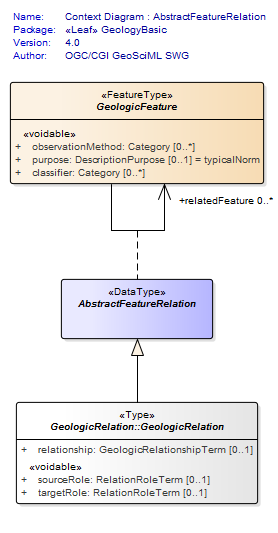 Name: Context Diagram : AbstractFeatureRelation
Package: «Leaf» GeologyBasic
Version: 4.0
Author: OGC/CGI GeoSciML SWG
«FeatureType»
GeologicFeature
«voidable»
+ observationMethod: Category [0..*]
+ purpose: DescriptionPurpose [0..1] = typicalNorm
+ classifier: Category [0..*]
+relatedFeature 0..*
«DataType»
AbstractFeatureRelation
«Type»
GeologicRelation::GeologicRelation
+ relationship: GeologicRelationshipTerm [0..1]
«voidable»
+ sourceRole: RelationRoleTerm [0..1]
+ targetRole: RelationRoleTerm [0..1]